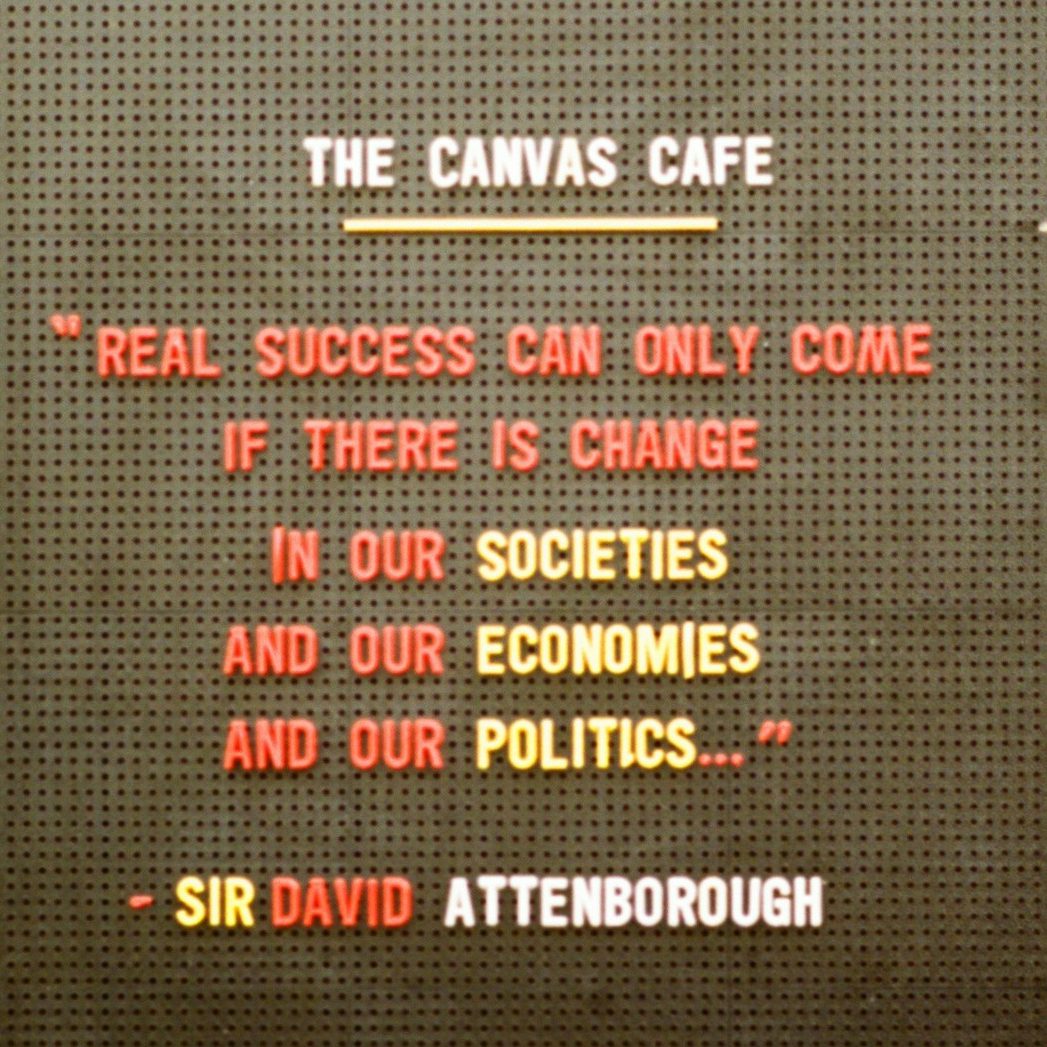 THE CANVAS CAFE
“REAL SUCCESS CAN ONLY COME
IF THERE IS CHANGE
IN OUR SOCIETIES
AND OUR ECONOMIES
AND OUR POLITICS...”
- SIR DAVID ATTENBOROUGH